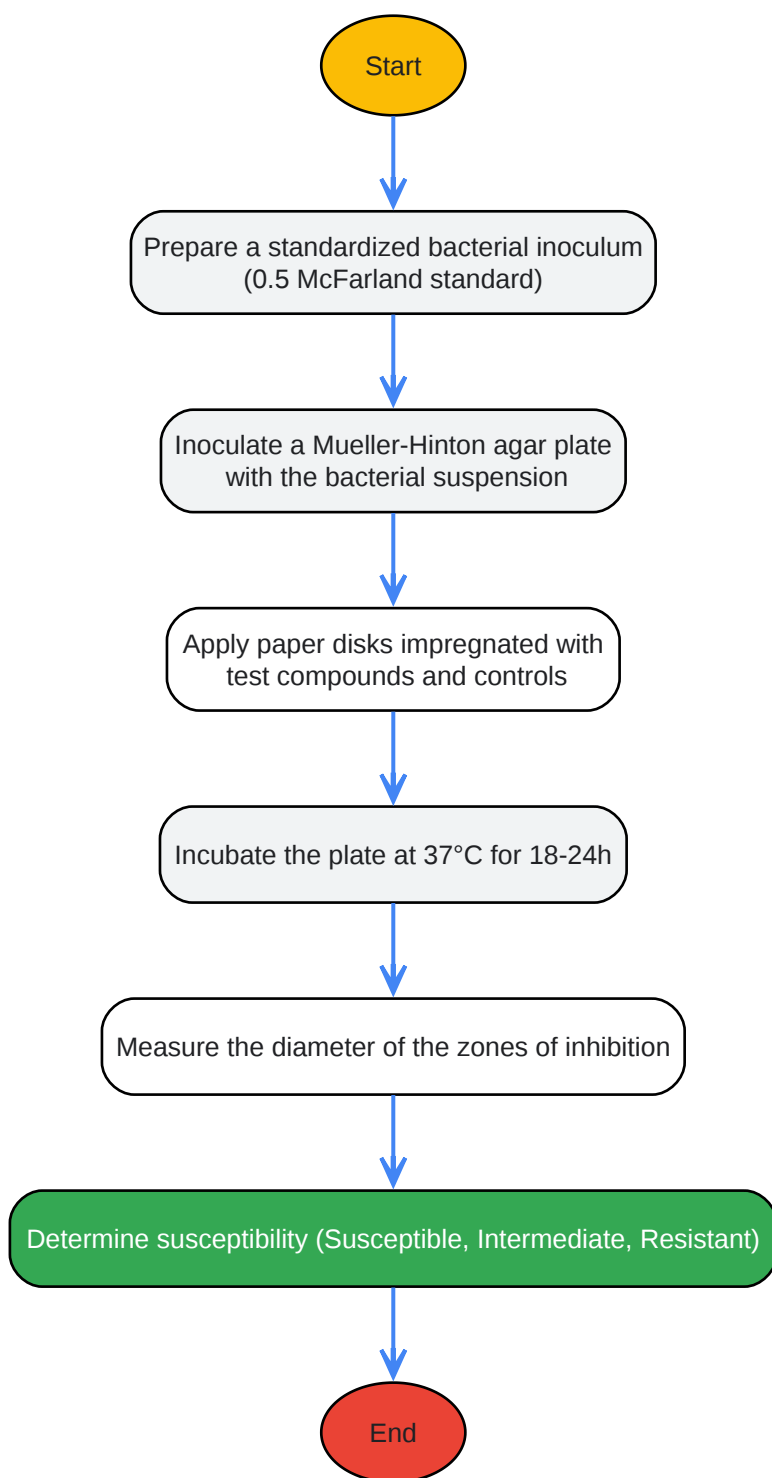 Start
Prepare a standardized bacterial inoculum
(0.5 McFarland standard)
Inoculate a Mueller-Hinton agar plate
with the bacterial suspension
Apply paper disks impregnated with
test compounds and controls
Incubate the plate at 37°C for 18-24h
Measure the diameter of the zones of inhibition
Determine susceptibility (Susceptible, Intermediate, Resistant)
End